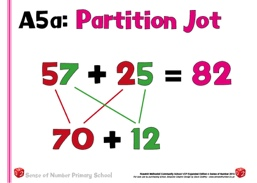 A5a: Partition Jot
57 + 25 = 82
70 + 12
Sense of Number Primary School